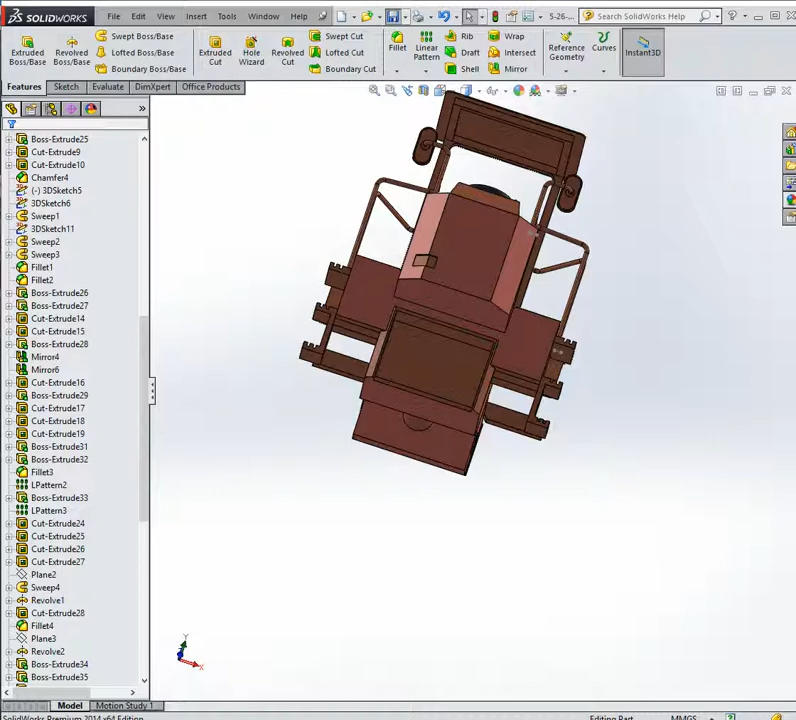 SOLIDWORKS File Edit View Insert Tools Window Help 5-26-... Search SolidWorks Help
Extruded Boss/Base Revolved Boss/Base Swept Boss/Base Lofted Boss/Base Boundary Boss/Base Extruded Cut Hole Wizard Revolved Cut Swept Cut Lofted Cut Boundary Cut Fillet Linear Pattern Rib Draft Shell Wrap Intersect Mirror Reference Geometry Curves Instant3D
Features Sketch Evaluate DimXpert Office Products
Boss-Extrude25
Cut-Extrude9
Cut-Extrude10
Chamfer4
(-) 3DSketch5
3DSketch6
Sweep1
3DSketch11
Sweep2
Sweep3
Fillet1
Fillet2
Boss-Extrude26
Boss-Extrude27
Cut-Extrude14
Cut-Extrude15
Boss-Extrude28
Mirror4
Mirror6
Cut-Extrude16
Boss-Extrude29
Cut-Extrude17
Cut-Extrude18
Cut-Extrude19
Boss-Extrude31
Boss-Extrude32
Fillet3
LPattern2
Boss-Extrude33
LPattern3
Cut-Extrude24
Cut-Extrude25
Cut-Extrude26
Cut-Extrude27
Plane2
Sweep4
Revolve1
Cut-Extrude28
Fillet4
Plane3
Revolve2
Boss-Extrude34
Boss-Extrude35
Y
X
Model Motion Study 1
SolidWorks Premium 2014 x64 Edition Editing Part MMGS